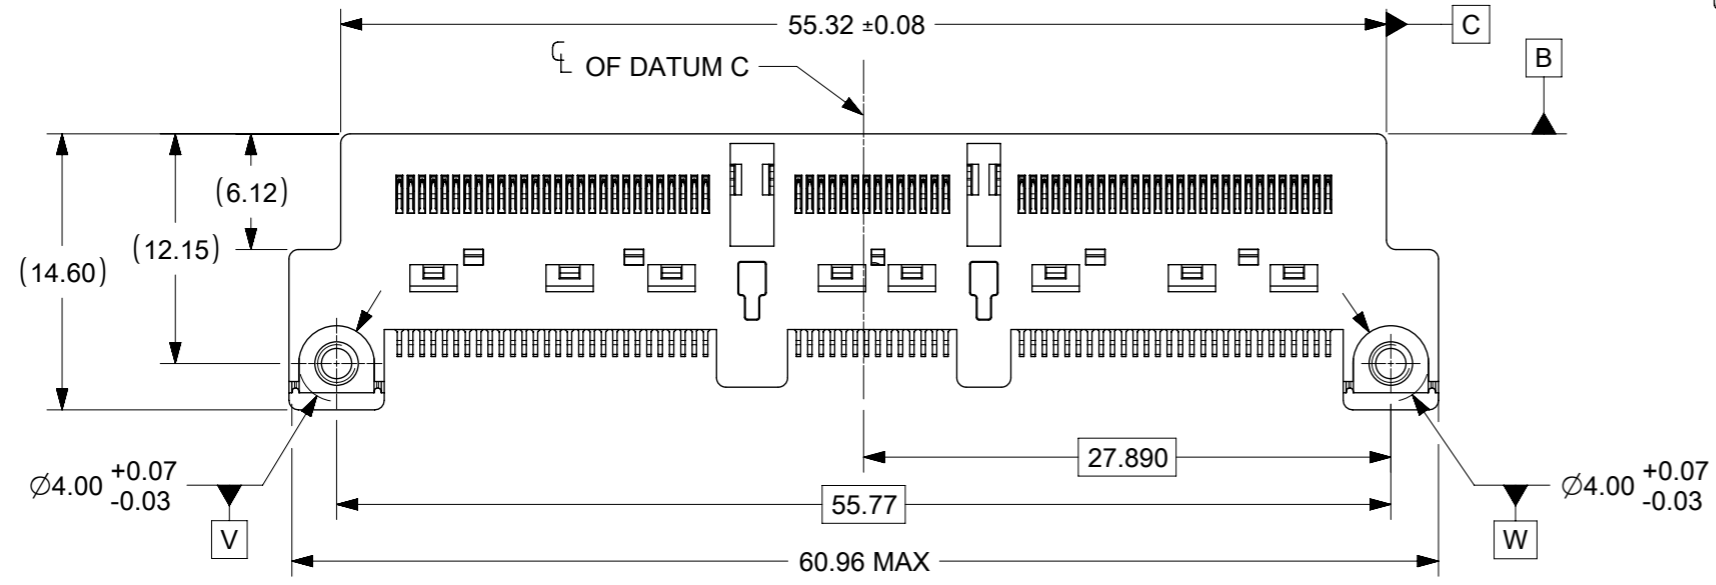 55.32 ±0.08
C
℄ OF DATUM C
B
(6.12)
(12.15)
(14.60)
27.890
∅4.00 +0.07 -0.03
∅4.00 +0.07 -0.03
55.77
V
W
60.96 MAX